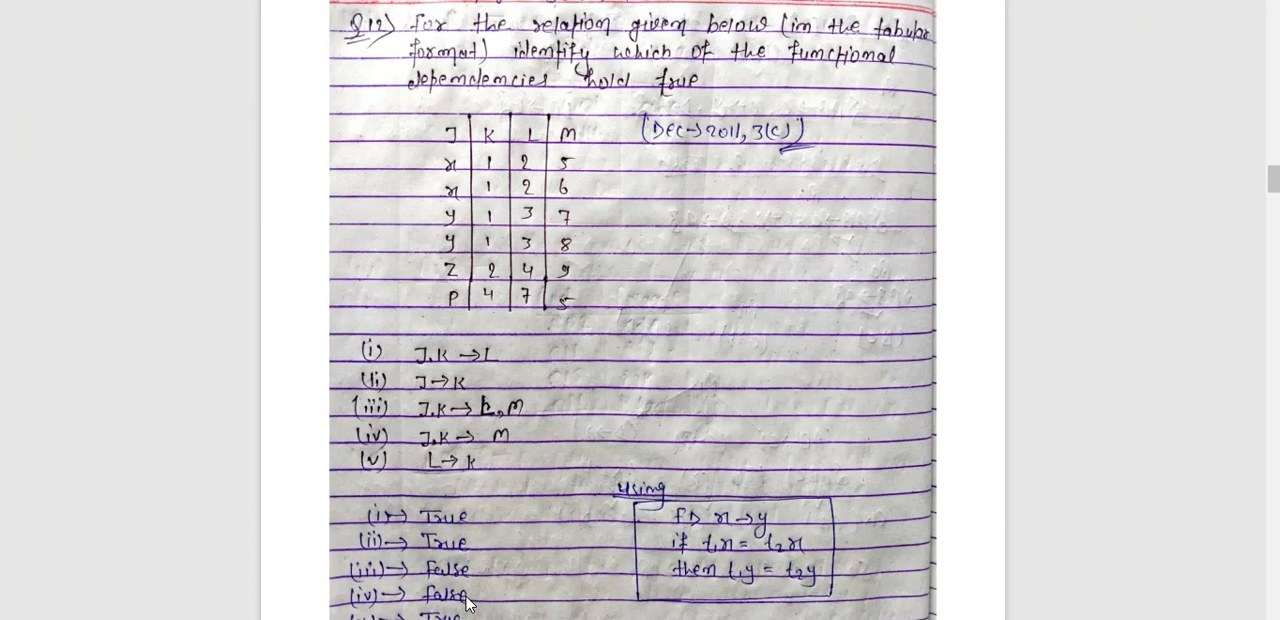 Q12) For the relation given below (in the tabular
format) identify which of the functional
dependencies hold true
J K L M (DEC→2011, 3(c))
x 1 2 5
x 1 2 6
y 1 3 7
y 1 3 8
Z 2 4 9
P 4 7 5
(i) J.K →L
(ii) J→K
(iii) J.K→ L, M
(iv) J.K→ M
(v) L→K
Using
FD x→y
if t1x = t2x
then t1y = t2y
(i)→ True
(ii)→ True
(iii)→ False
(iv)→ false
(v)→ True